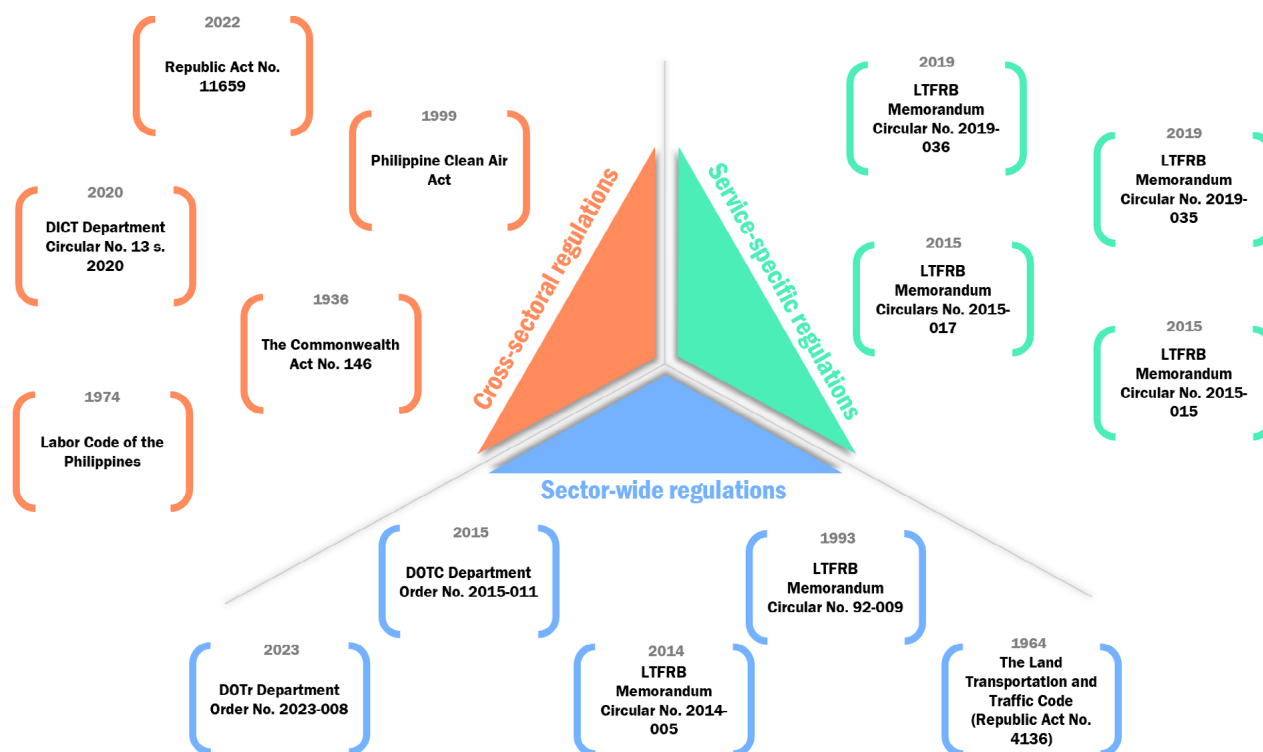 2022
Republic Act No.
11659
1999
Philippine Clean Air
Act
2020
DICT Department
Circular No. 13 s.
2020
1936
The Commonwealth
Act No. 146
1974
Labor Code of the
Philippines
Cross-sectoral regulations
Service-specific regulations
2019
LTFRB
Memorandum
Circular No. 2019-
036
2019
LTFRB
Memorandum
Circular No. 2019-
035
2015
LTFRB
Memorandum
Circulars No. 2015-
017
2015
LTFRB
Memorandum
Circular No. 2015-
015
Sector-wide regulations
2015
DOTC Department
Order No. 2015-011
1993
LTFRB
Memorandum
Circular No. 92-009
2023
DOTr Department
Order No. 2023-008
2014
LTFRB
Memorandum
Circular No. 2014-
005
1964
The Land
Transportation and
Traffic Code
(Republic Act No.
4136)